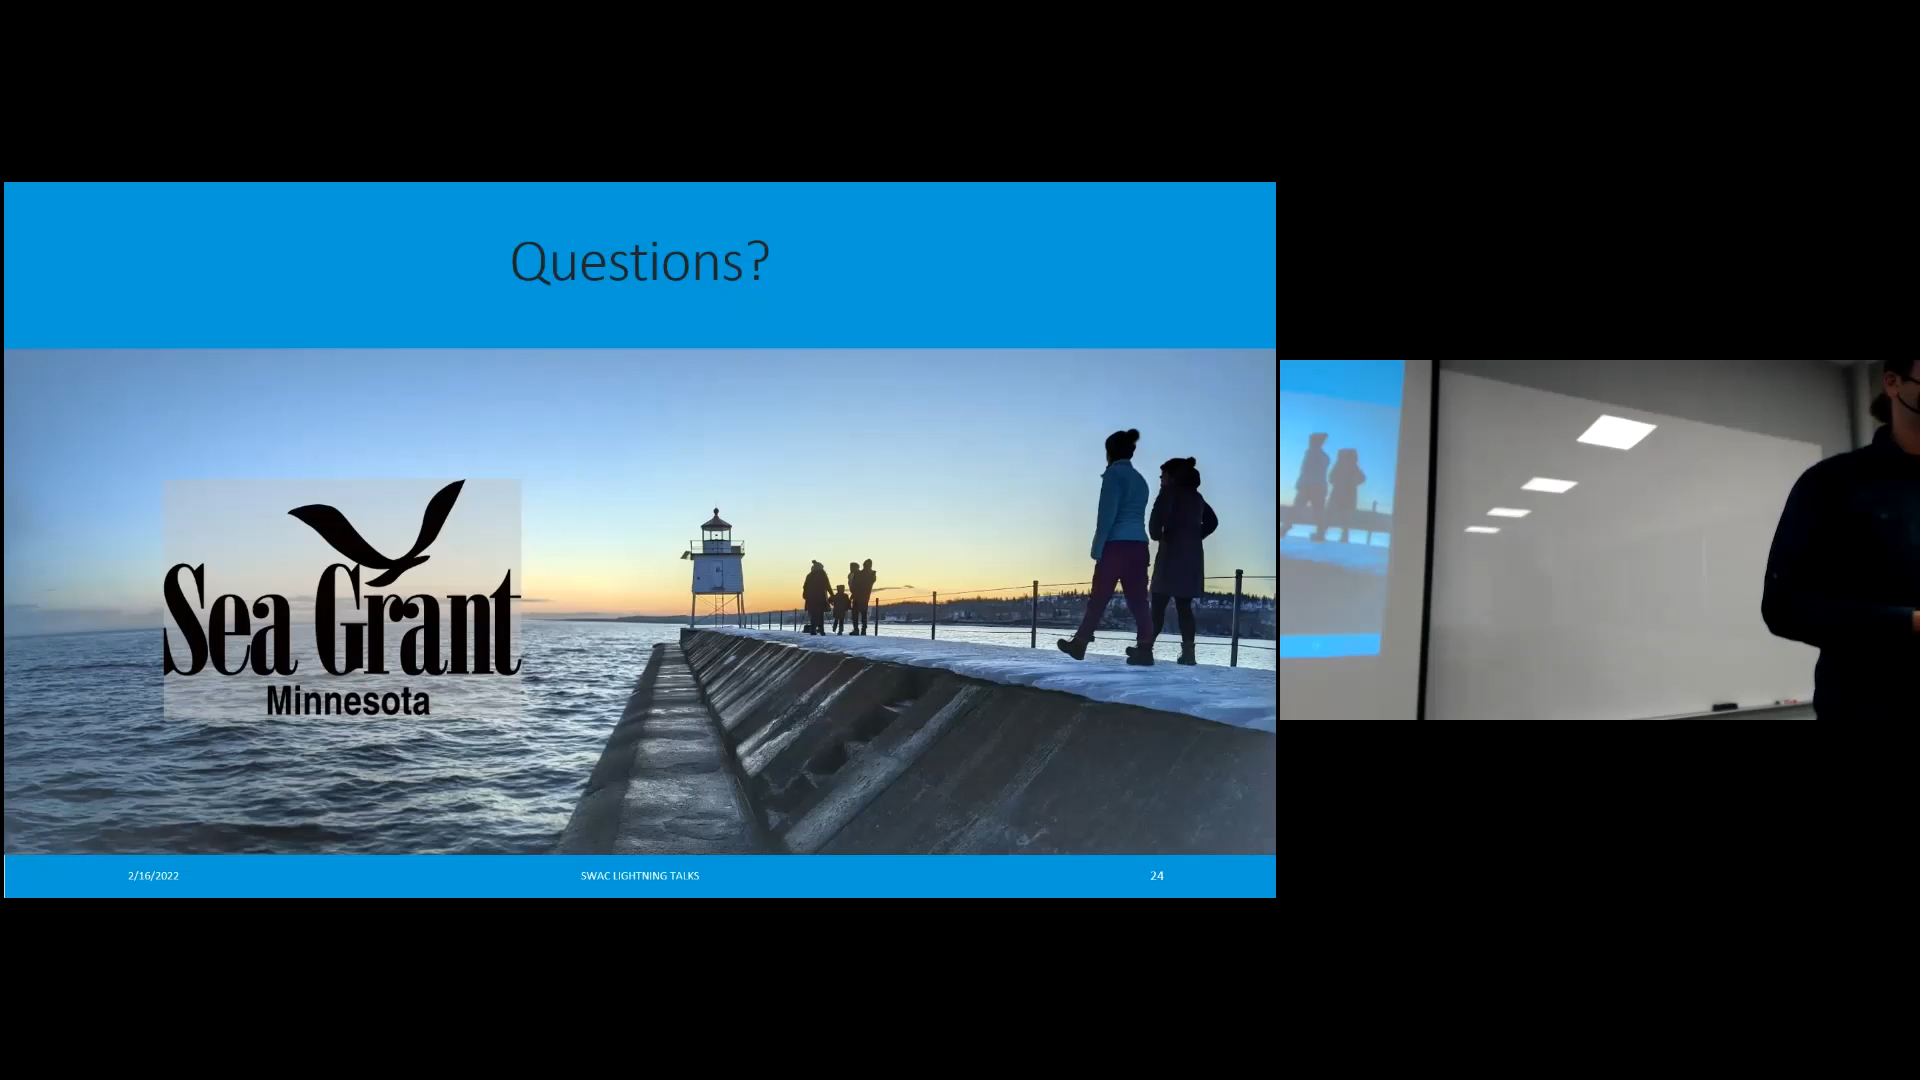 Questions?
Sea Grant
Minnesota
2/16/2022
SWAC LIGHTNING TALKS
24